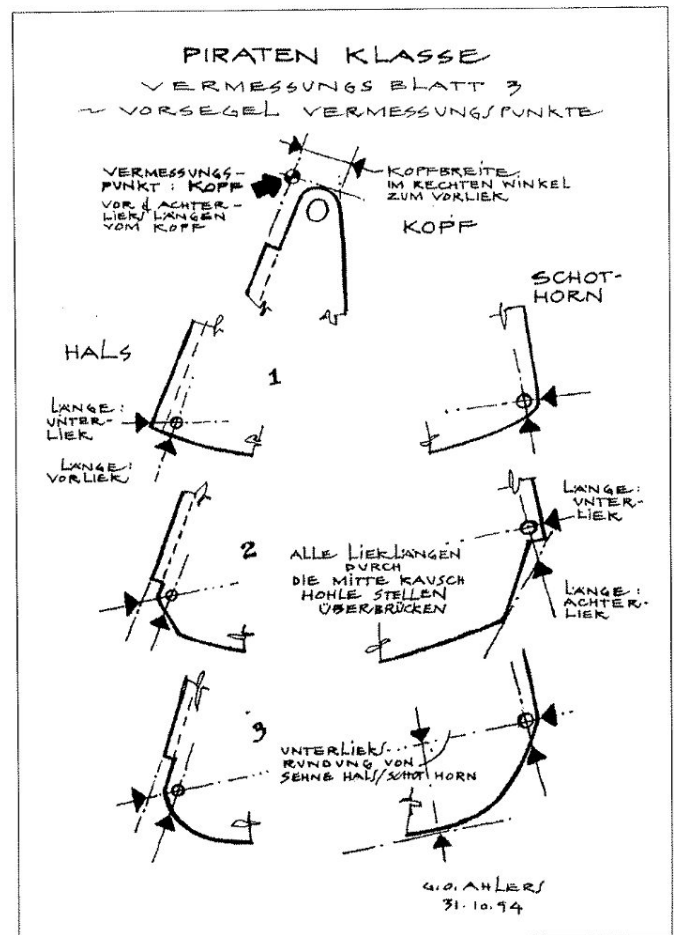 PIRATEN KLASSE
VERMESSUNGS BLATT 3
~ VORSEGEL VERMESSUNGSPUNKTE
VERMESSUNGS-
PUNKT : KOPF
VOR & ACHTER-
LIEKS LÄNGEN
VOM KOPF
KOPFBREITE
IM RECHTEN WINKEL
ZUM VORLIEK
KOPF
SCHOT-
HORN
HALS
1
LÄNGE:
UNTER-
LIEK
LÄNGE:
VORLIEK
2
ALLE LIEKLÄNGEN
DURCH
DIE MITTE KAUSCH
HOHLE STELLEN
ÜBERBRÜCKEN
LÄNGE:
UNTER-
LIEK
LÄNGE:
ACHTER-
LIEK
3
UNTERLIEKS-
RUNDUNG VON
SEHNE HALS/SCHOT HORN
G.O. AHLERS
31.10.94